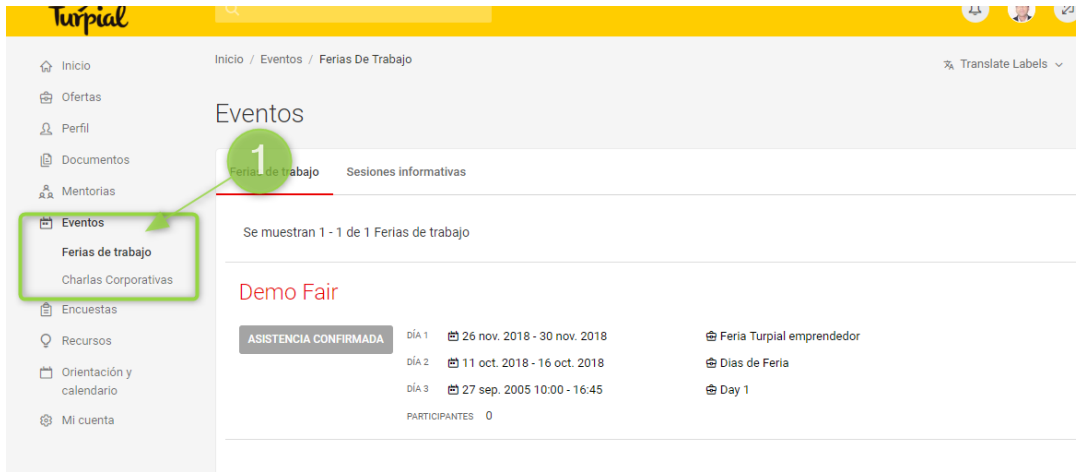 Turpial
Inicio
Ofertas
Perfil
Documentos
Mentorias
Eventos
Ferias de trabajo
Charlas Corporativas
Encuestas
Recursos
Orientación y
calendario
Mi cuenta
Inicio / Eventos / Ferias De Trabajo
Translate Labels
Eventos
1
Ferias de trabajo Sesiones informativas
Se muestran 1 - 1 de 1 Ferias de trabajo
Demo Fair
ASISTENCIA CONFIRMADA
DÍA 1 26 nov. 2018 - 30 nov. 2018 Feria Turpial emprendedor
DÍA 2 11 oct. 2018 - 16 oct. 2018 Dias de Feria
DÍA 3 27 sep. 2005 10:00 - 16:45 Day 1
PARTICIPANTES 0